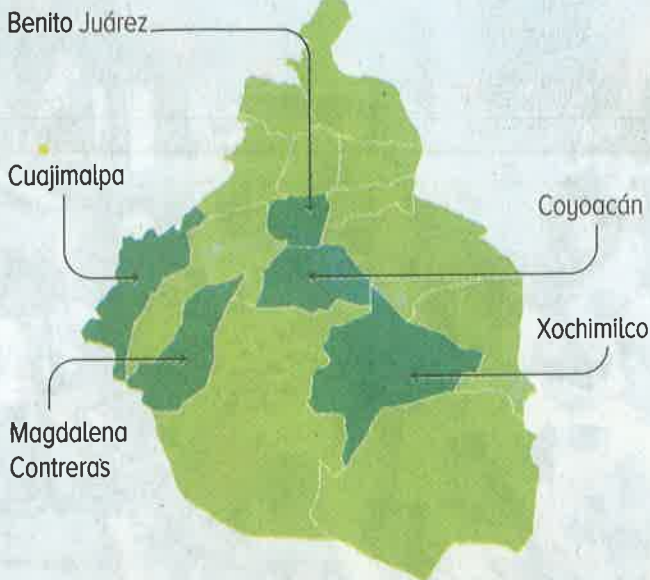 Benito Juárez
Cuajimalpa
Coyoacán
Xochimilco
Magdalena
Contreras